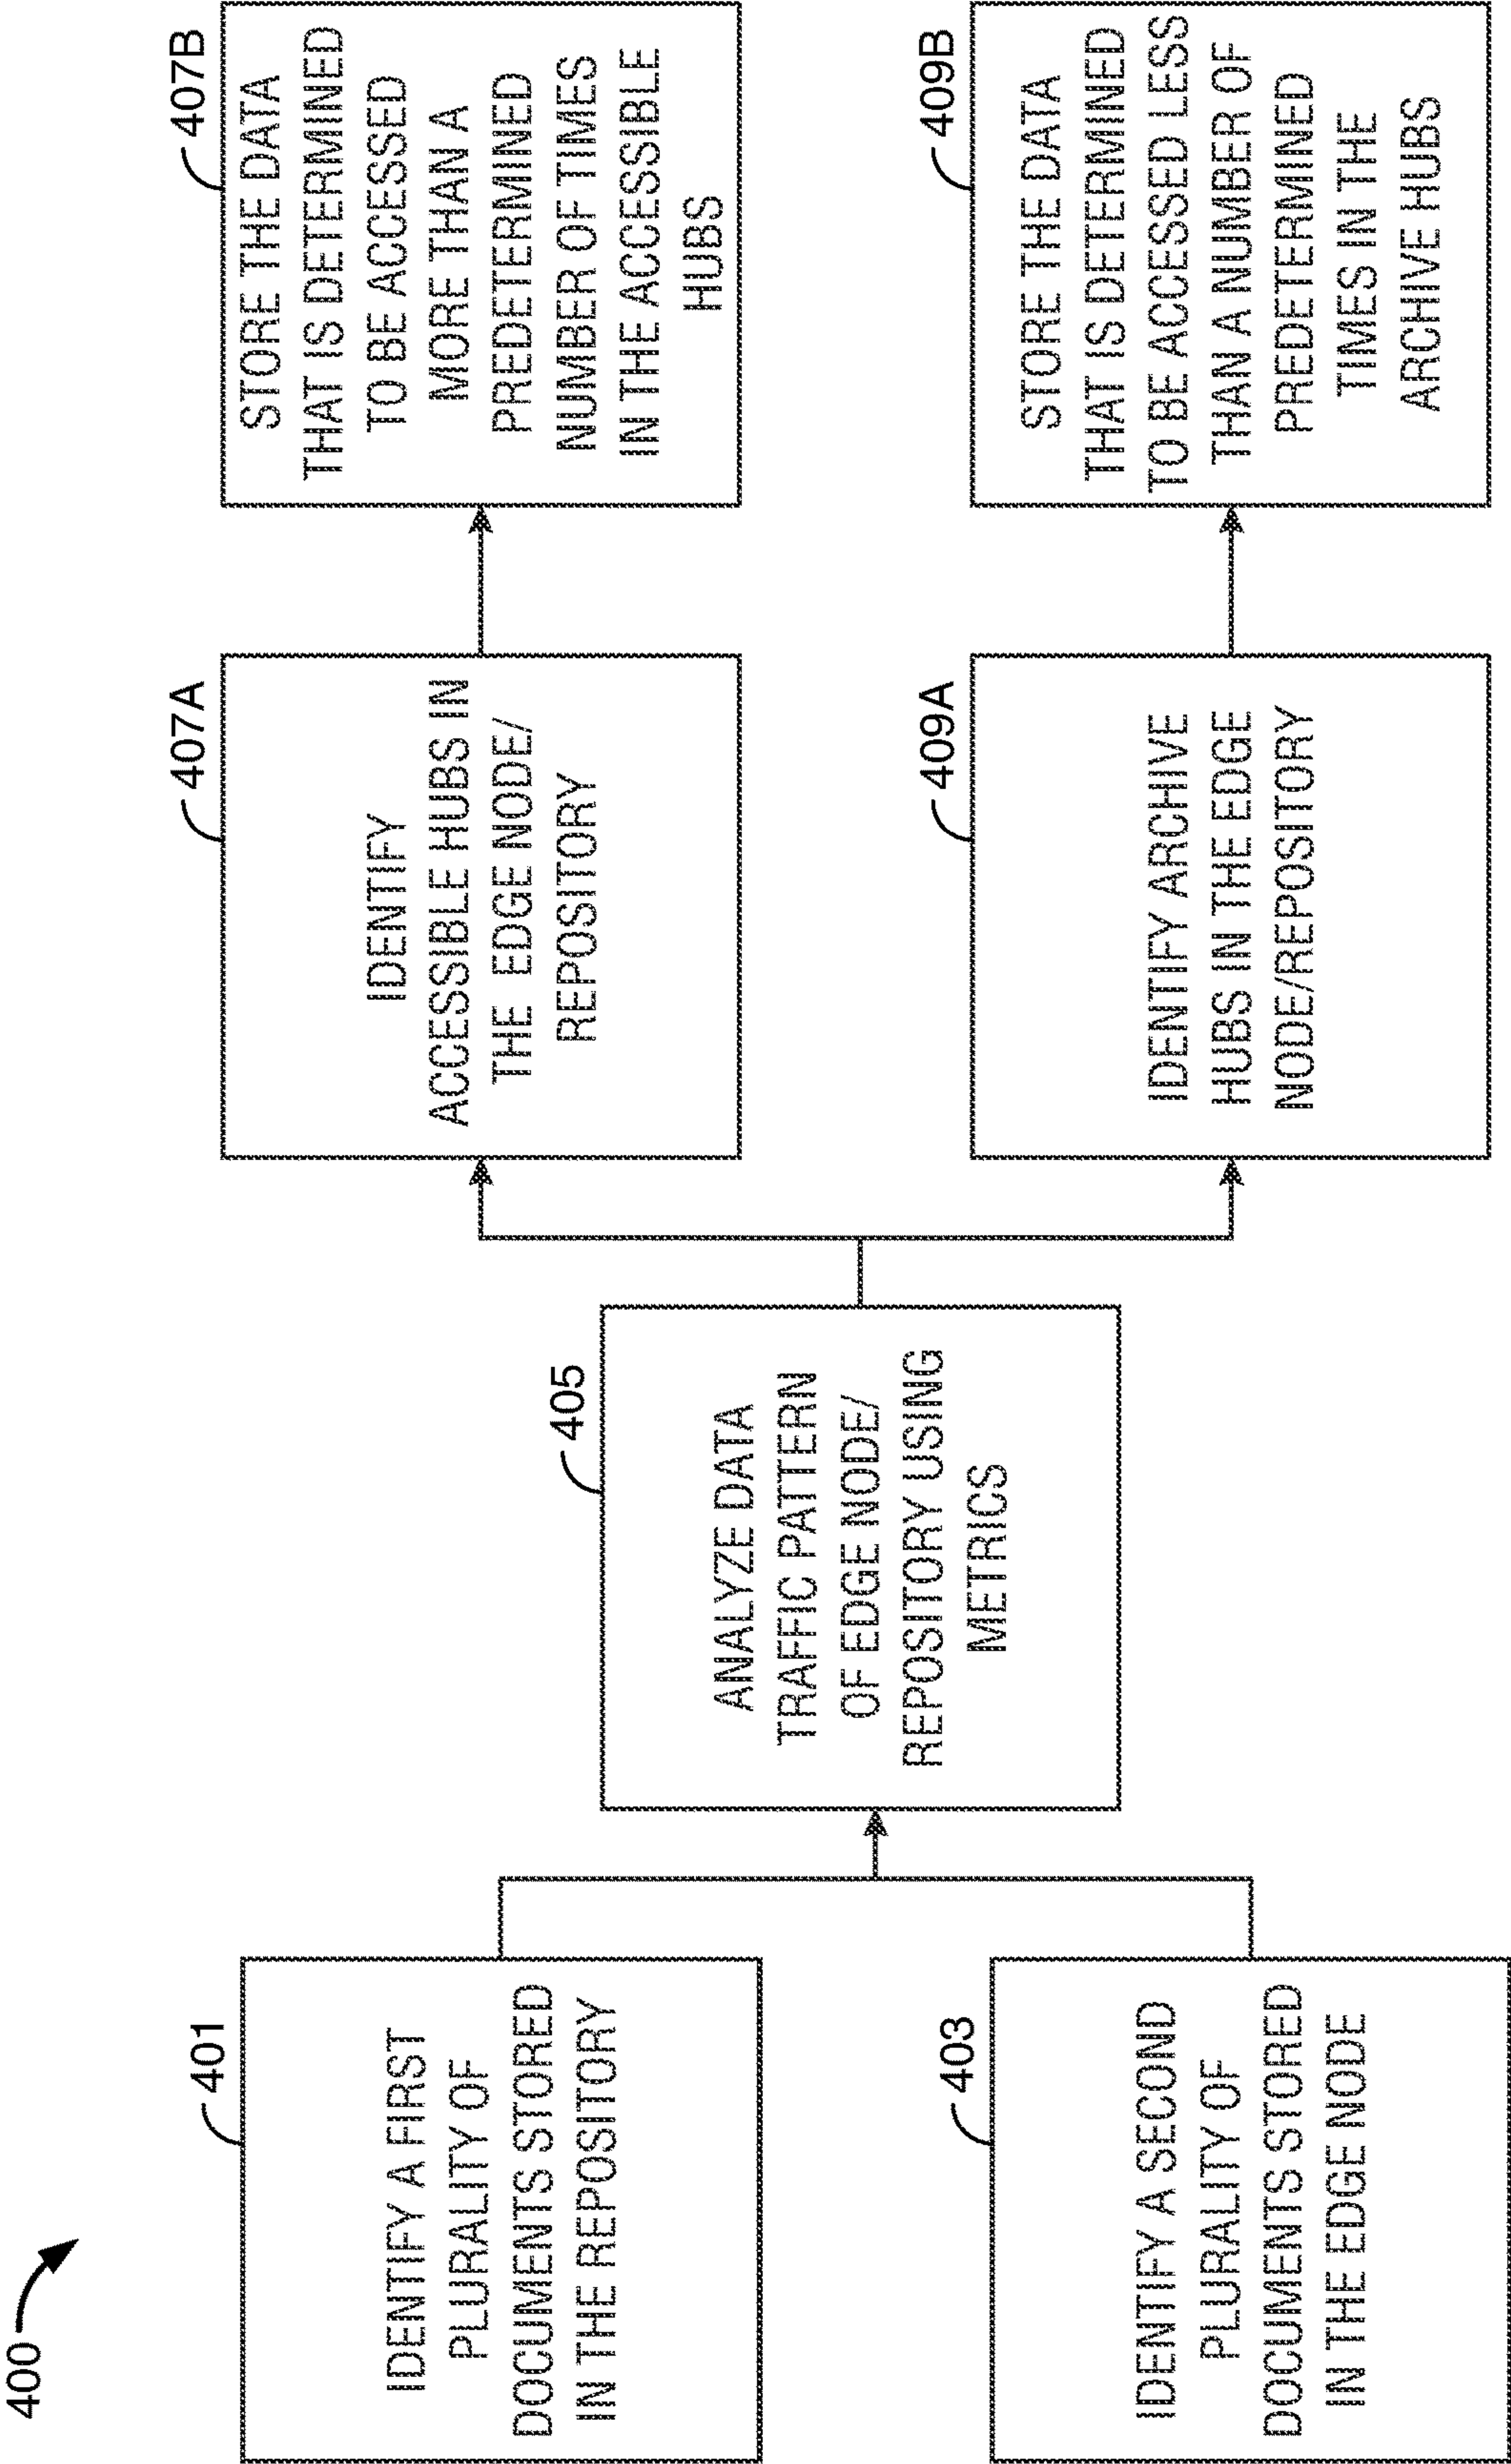 400
401
IDENTIFY A FIRST
PLURALITY OF
DOCUMENTS STORED
IN THE REPOSITORY
403
IDENTIFY A SECOND
PLURALITY OF
DOCUMENTS STORED
IN THE EDGE NODE
405
ANALYZE DATA
TRAFFIC PATTERN
OF EDGE NODE/
REPOSITORY USING
METRICS
407A
IDENTIFY
ACCESSIBLE HUBS IN
THE EDGE NODE/
REPOSITORY
409A
IDENTIFY ARCHIVE
HUBS IN THE EDGE
NODE/REPOSITORY
407B
STORE THE DATA
THAT IS DETERMINED
TO BE ACCESSED
MORE THAN A
PREDETERMINED
NUMBER OF TIMES
IN THE ACCESSIBLE
HUBS
409B
STORE THE DATA
THAT IS DETERMINED
TO BE ACCESSED LESS
THAN A NUMBER OF
PREDETERMINED
TIMES IN THE
ARCHIVE HUBS